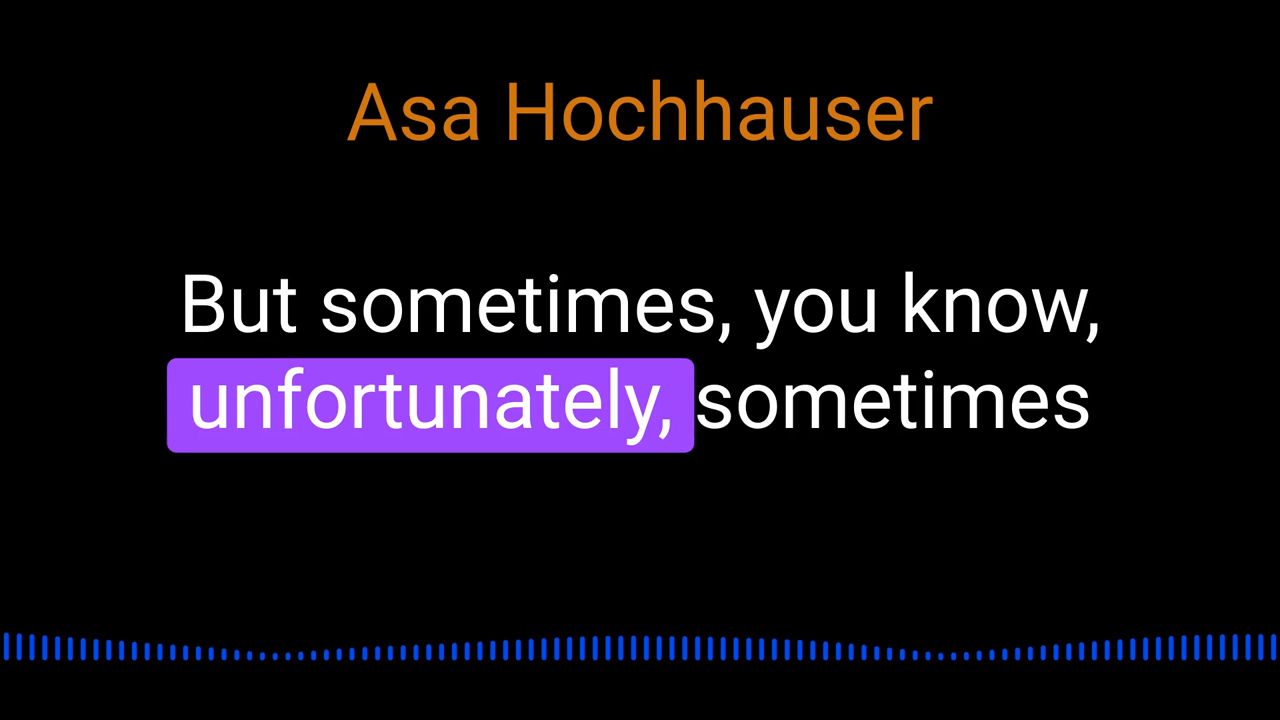 Asa Hochhauser
But sometimes, you know,
unfortunately, sometimes